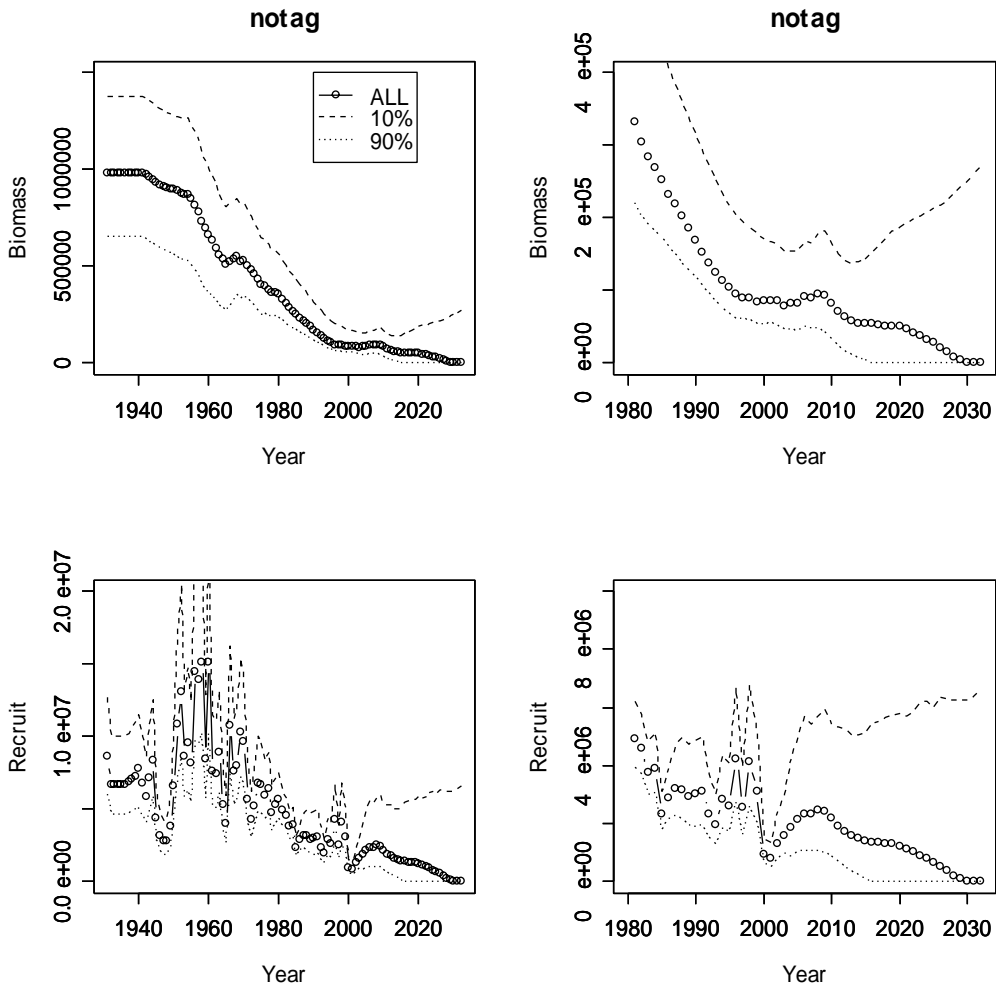 notag
Biomass
0
500000
1000000
ALL
10%
90%
1940
1960
1980
2000
2020
Year
notag
Biomass
0 e+00
2 e+05
4 e+05
1980
1990
2000
2010
2020
2030
Year
Recruit
0.0 e+00
1.0 e+07
2.0 e+07
1940
1960
1980
2000
2020
Year
Recruit
0
4 e+06
8 e+06
1980
1990
2000
2010
2020
2030
Year